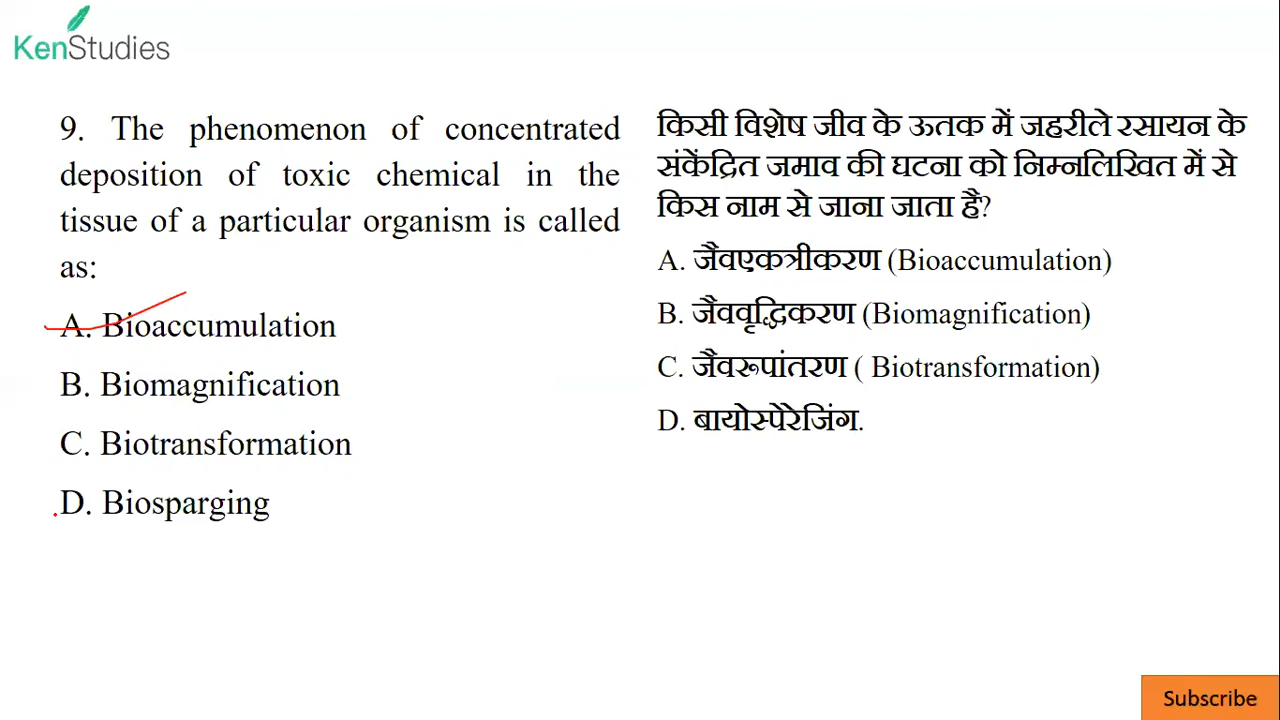 KenStudies
9. The phenomenon of concentrated
deposition of toxic chemical in the
tissue of a particular organism is called
as:
A. Bioaccumulation
B. Biomagnification
C. Biotransformation
D. Biosparging
किसी विशेष जीव के ऊतक में जहरीले रसायन के
संकेंद्रित जमाव की घटना को निम्नलिखित में से
किस नाम से जाना जाता है?
A. जैवएकत्रीकरण (Bioaccumulation)
B. जैववृद्धिकरण (Biomagnification)
C. जैवरूपांतरण ( Biotransformation)
D. बायोस्पैरेजिंग.
Subscribe